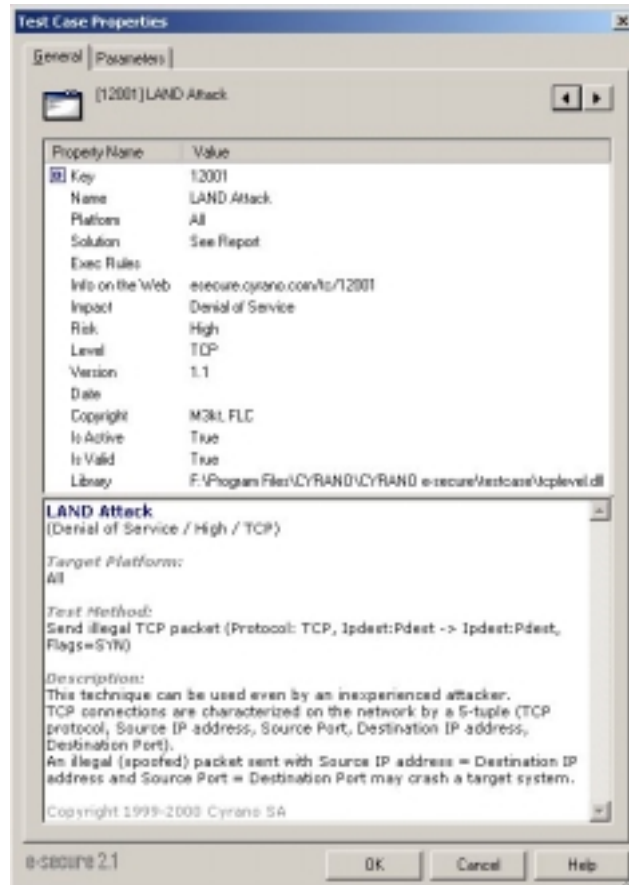 Test Case Properties
General Parameters
[12001] LAND Attack
Property Name Value
Key 12001
Name LAND Attack
Platform All
Solution See Report
Exec Rules
Info on the Web esecure.cyrano.com/tc/12001
Impact Denial of Service
Risk High
Level TCP
Version 1.1
Date
Copyright M3kt, FLC
Is Active True
Is Valid True
Library F:\Program Files\CYRANO\CYRANO e-secure\testcase\tcplevel.dll
LAND Attack
(Denial of Service / High / TCP)
Target Platform:
All
Test Method:
Send illegal TCP packet (Protocol: TCP, Ipdest:Pdest -> Ipdest:Pdest,
Flags=SYN)
Description:
This technique can be used even by an inexperienced attacker.
TCP connections are characterized on the network by a 5-tuple (TCP
protocol, Source IP address, Source Port, Destination IP address,
Destination Port).
An illegal (spoofed) packet sent with Source IP address = Destination IP
address and Source Port = Destination Port may crash a target system.
Copyright 1999-2000 Cyrano SA
e-secure 2.1
OK Cancel Help